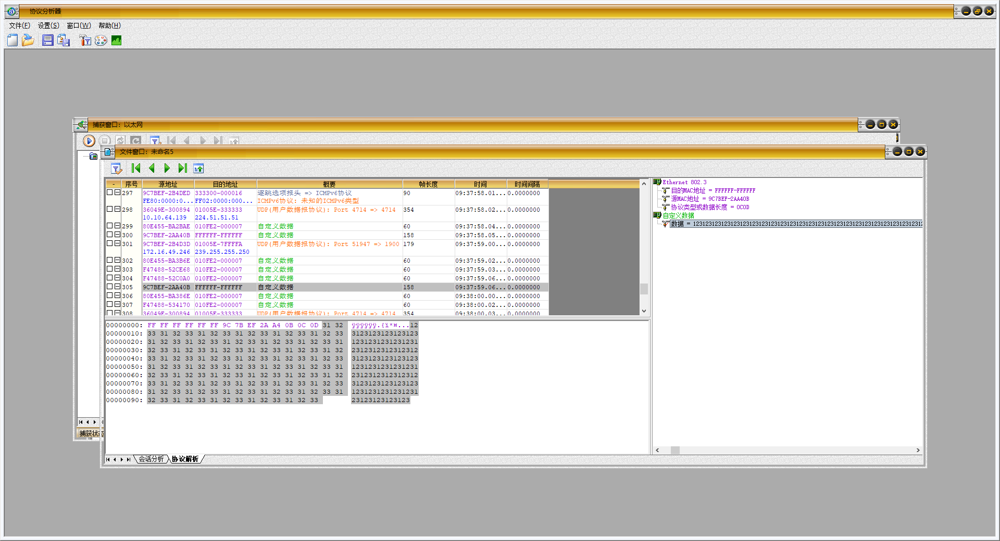 协议分析器
文件(F) 设置(S) 窗口(W) 帮助(H)
捕获窗口: 以太网
文件窗口: 未命名5
- 序号 源地址 目的地址 概要 帧长度 时间 时间间隔
297 9C7BEF-2B4DED 333300-000016 逐跳选项报头 => ICMPv6协议 90 09:37:58.01... 0.0000000
FE80:0000:0... FF02:0000:000... ICMPv6协议: 未知的ICMPv6类型
298 36049E-300894 01005E-333333 UDP(用户数据报协议): Port 4714 => 4714 354 09:37:58.02... 0.0000000
10.10.64.139 224.51.51.51
299 80E455-BA2BAE 010FE2-000007 自定义数据 60 09:37:58.04... 0.0000000
300 9C7BEF-2AA40B FFFFFF-FFFFFF 自定义数据 158 09:37:58.05... 0.0000000
301 9C7BEF-2B4D3D 01005E-7FFFFA UDP(用户数据报协议): Port 51947 => 1900 179 09:37:59.00... 0.0000000
172.16.49.246 239.255.255.250
302 80E455-BA3B6E 010FE2-000007 自定义数据 60 09:37:59.02... 0.0000000
303 F47488-52CE68 010FE2-000007 自定义数据 60 09:37:59.03... 0.0000000
304 F47488-52C0A0 010FE2-000007 自定义数据 60 09:37:59.06... 0.0000000
305 9C7BEF-2AA40B FFFFFF-FFFFFF 自定义数据 158 09:37:59.06... 0.0000000
306 80E455-BA386E 010FE2-000007 自定义数据 60 09:38:00.00... 0.0000000
307 F47488-534170 010FE2-000007 自定义数据 60 09:38:00.02... 0.0000000
308 36049E-300894 01005E-333333 UDP(用户数据报协议): Port 4714 => 4714 354 09:38:00.03... 0.0000000
Ethernet 802.3
目的MAC地址 = FFFFFF-FFFFFF
源MAC地址 = 9C7BEF-2AA40B
协议类型或数据长度 = 0C0D
自定义数据
数据 = 1231231231231231231231231231231231231231231231231231231231231231231231231
00000000: FF FF FF FF FF FF 9C 7B EF 2A A4 0B 0C 0D 31 32 ÿÿÿÿÿÿ.{ï*¤...12
00000010: 33 31 32 33 31 32 33 31 32 33 31 32 33 31 32 33 3123123123123123
00000020: 31 32 33 31 32 33 31 32 33 31 32 33 31 32 33 31 1231231231231231
00000030: 32 33 31 32 33 31 32 33 31 32 33 31 32 33 31 32 2312312312312312
00000040: 33 31 32 33 31 32 33 31 32 33 31 32 33 31 32 33 3123123123123123
00000050: 31 32 33 31 32 33 31 32 33 31 32 33 31 32 33 31 1231231231231231
00000060: 32 33 31 32 33 31 32 33 31 32 33 31 32 33 31 32 2312312312312312
00000070: 33 31 32 33 31 32 33 31 32 33 31 32 33 31 32 33 3123123123123123
00000080: 31 32 33 31 32 33 31 32 33 31 32 33 31 32 33 31 1231231231231231
00000090: 32 33 31 32 33 31 32 33 31 32 33 31 32 33 23123123123123
捕获状态
会话分析 协议解析